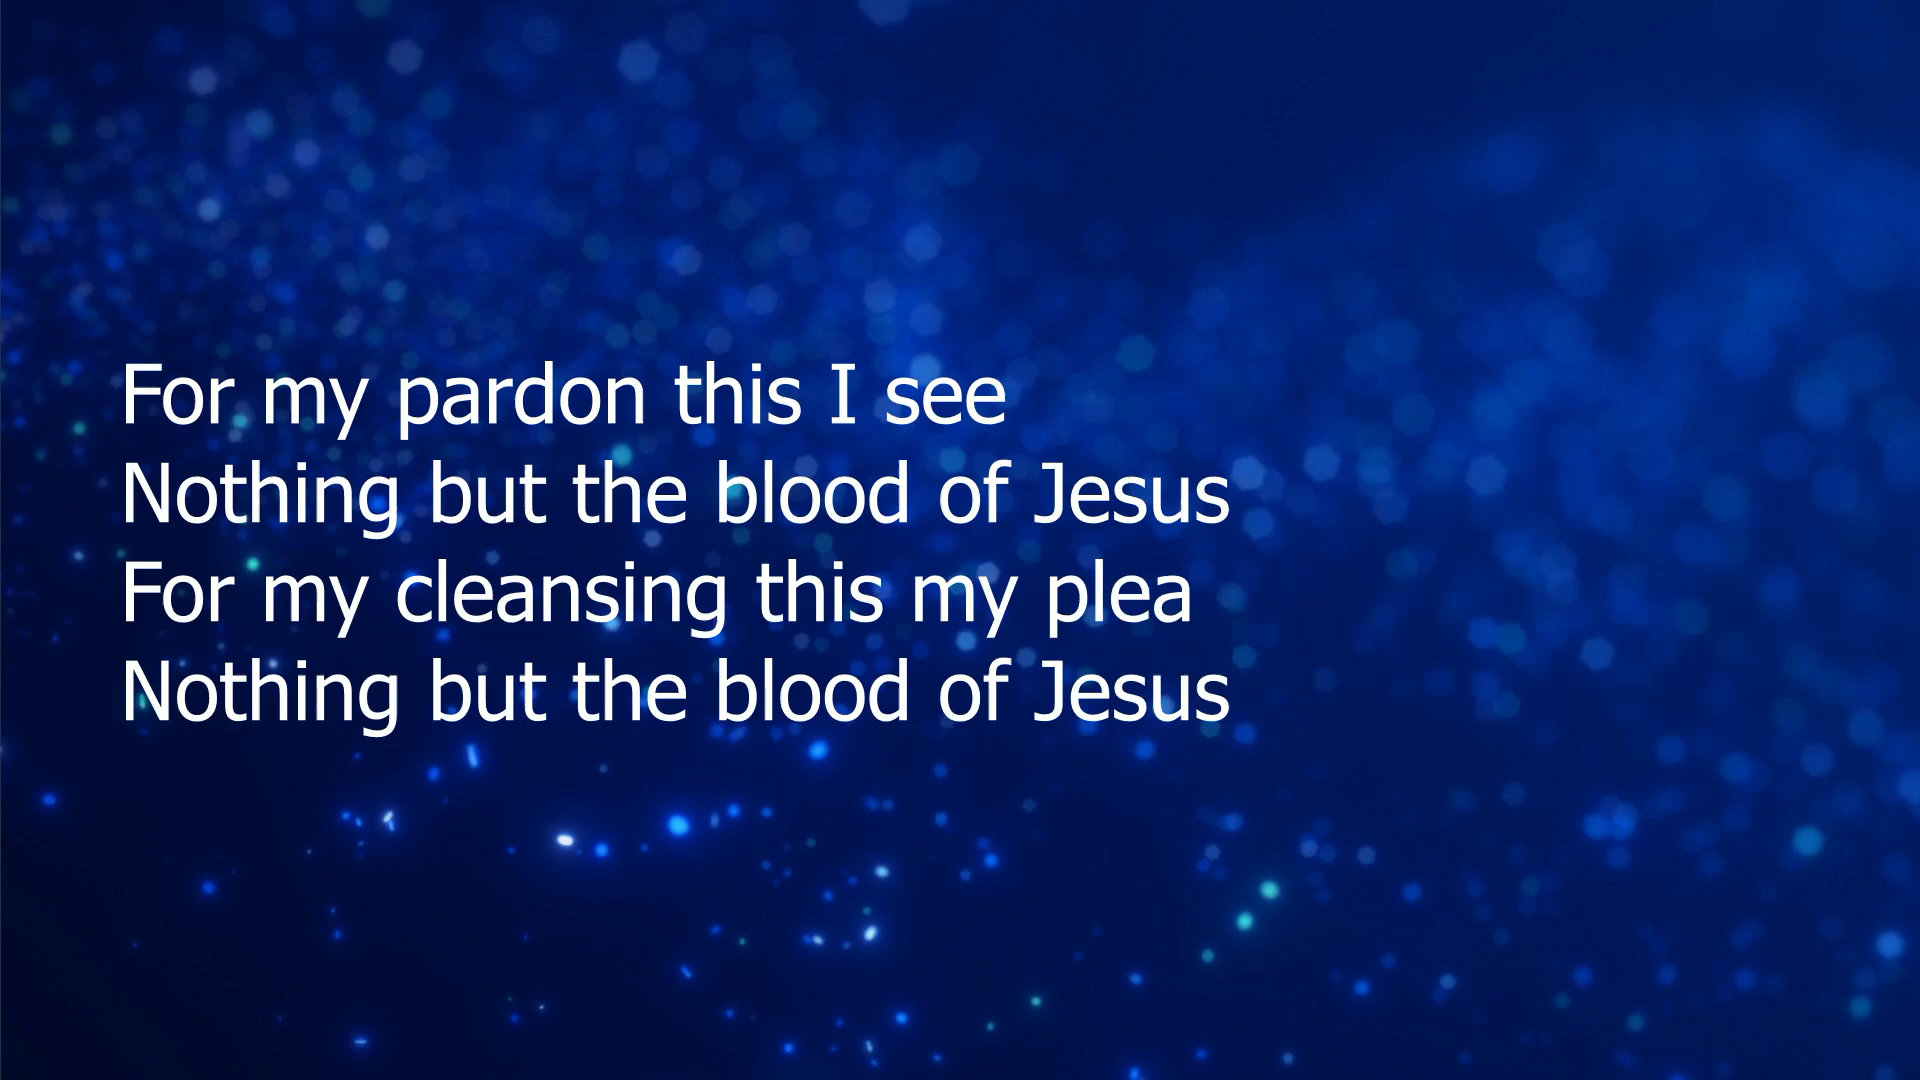 For my pardon this I see
Nothing but the blood of Jesus
For my cleansing this my plea
Nothing but the blood of Jesus